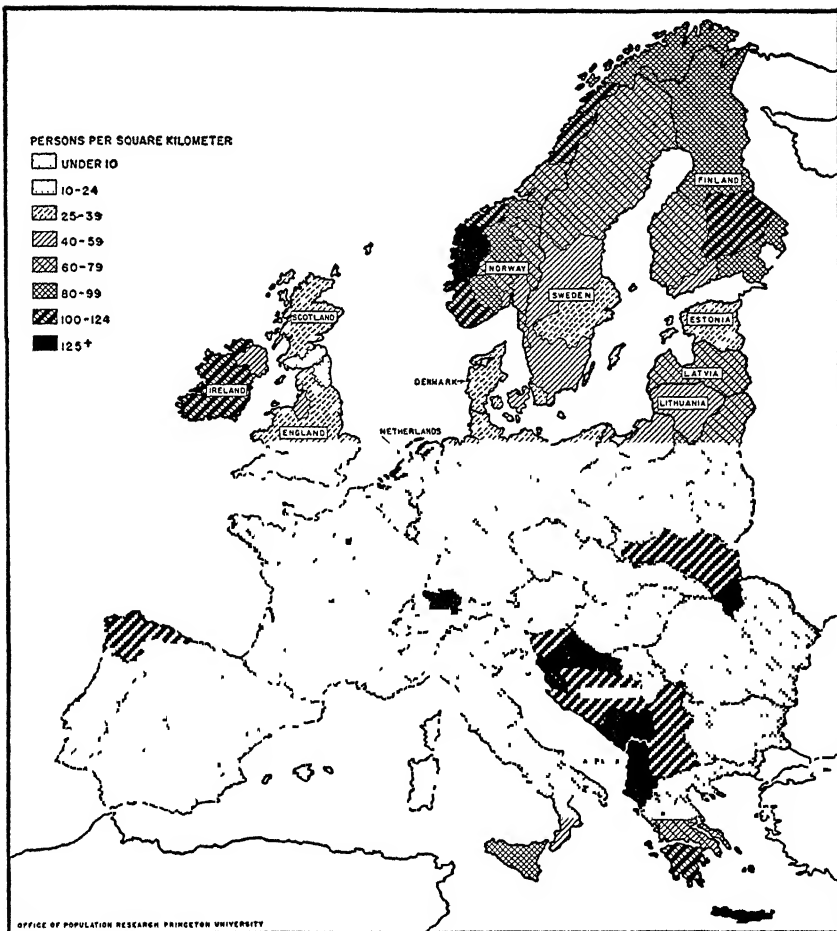 PERSONS PER SQUARE KILOMETER
UNDER 10
10-24
25-39
40-59
60-79
80-99
100-124
125+
FINLAND
NORWAY
SWEDEN
SCOTLAND
ESTONIA
IRELAND
LATVIA
DENMARK
LITHUANIA
ENGLAND
NETHERLANDS
OFFICE OF POPULATION RESEARCH PRINCETON UNIVERSITY